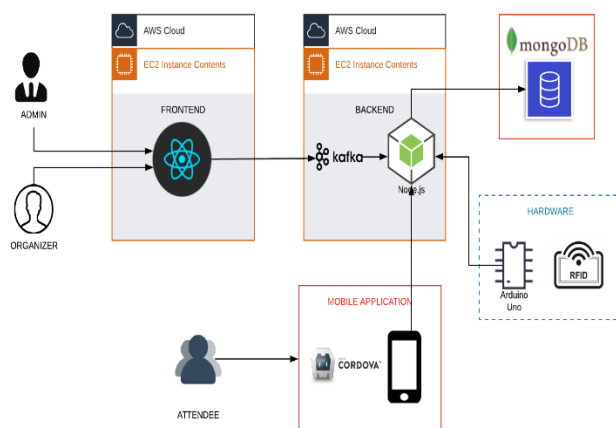 AWS Cloud
EC2 Instance Contents
FRONTEND
AWS Cloud
EC2 Instance Contents
BACKEND
kafka
Node.js
mongoDB
ADMIN
ORGANIZER
HARDWARE
Arduino
Uno
RFID
MOBILE APPLICATION
CORDOVA
ATTENDEE